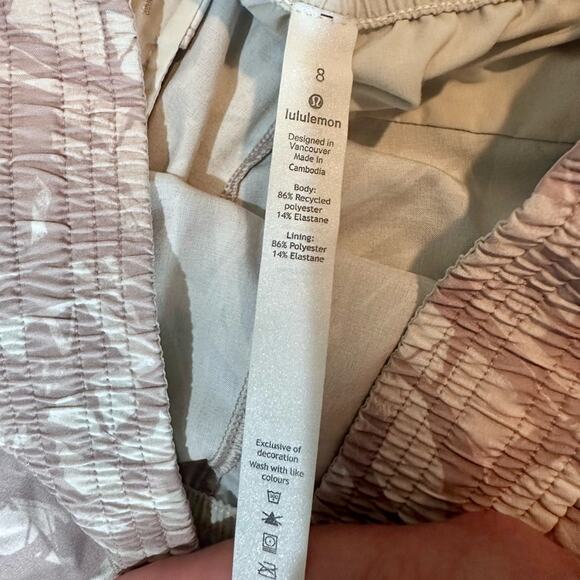 8
lululemon
Designed in
Vancouver
Made in
Cambodia
Body:
86% Recycled
polyester
14% Elastane
Lining:
86% Polyester
14% Elastane
Exclusive of
decoration
Wash with like
colours